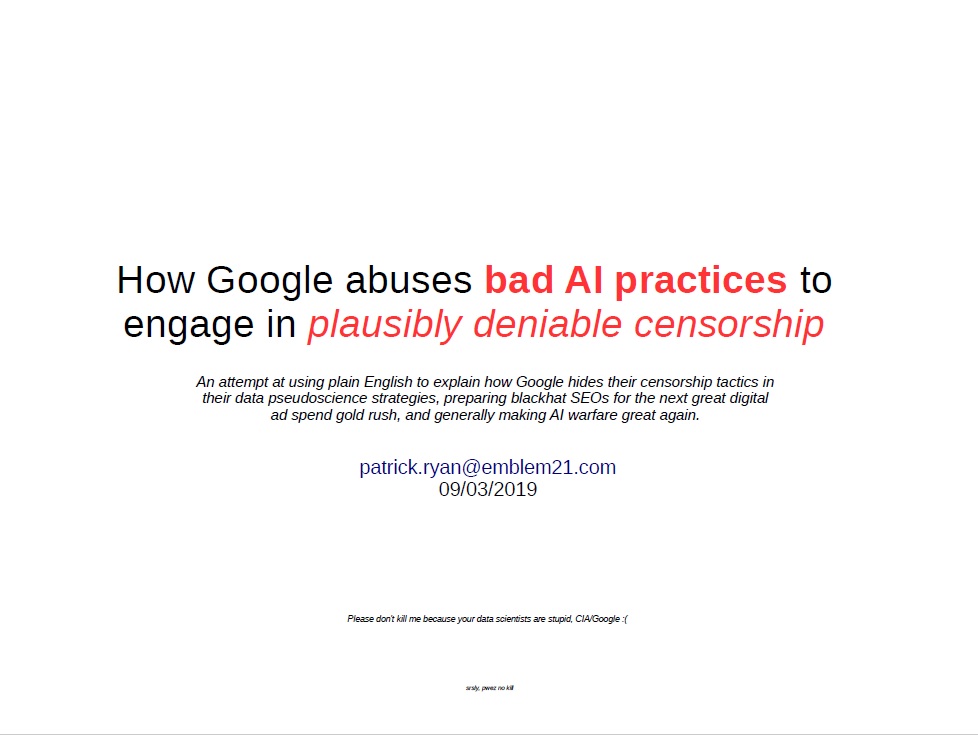 How Google abuses bad AI practices to
engage in plausibly deniable censorship
An attempt at using plain English to explain how Google hides their censorship tactics in
their data pseudoscience strategies, preparing blackhat SEOs for the next great digital
ad spend gold rush, and generally making AI warfare great again.
patrick.ryan@emblem21.com
09/03/2019
Please don't kill me because your data scientists are stupid, CIA/Google :(
srsly, pwez no kill